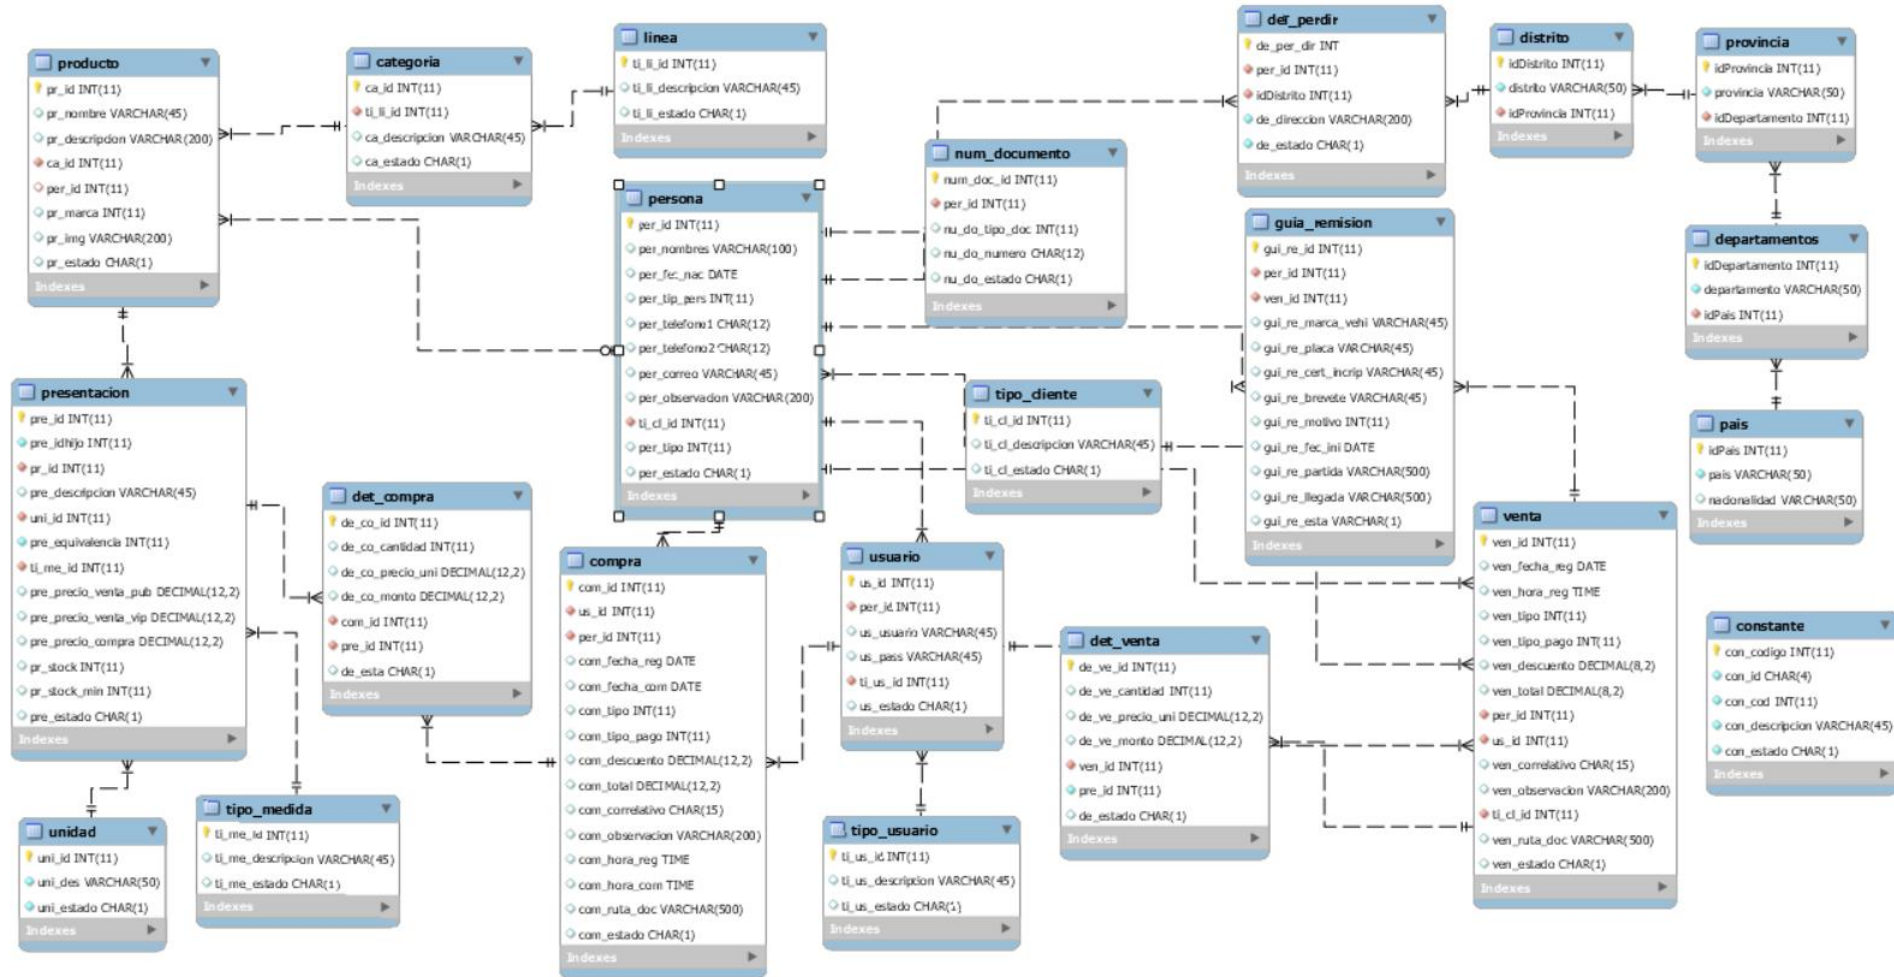 producto
pr_id INT(11)
pr_nombre VARCHAR(45)
pr_descripcion VARCHAR(200)
ca_id INT(11)
per_id INT(11)
pr_marca INT(11)
pr_img VARCHAR(200)
pr_estado CHAR(1)
Indexes
categoria
ca_id INT(11)
ti_li_id INT(11)
ca_descripcion VARCHAR(45)
ca_estado CHAR(1)
Indexes
linea
ti_li_id INT(11)
ti_li_descripcion VARCHAR(45)
ti_li_estado CHAR(1)
Indexes
persona
per_id INT(11)
per_nombres VARCHAR(100)
per_fec_nac DATE
per_tip_pers INT(11)
per_telefono1 CHAR(12)
per_telefono2 CHAR(12)
per_correo VARCHAR(45)
per_observacion VARCHAR(200)
ti_cl_id INT(11)
per_tipo INT(11)
per_estado CHAR(1)
Indexes
num_documento
num_doc_id INT(11)
per_id INT(11)
nu_do_tipo_doc INT(11)
nu_do_numero CHAR(12)
nu_do_estado CHAR(1)
Indexes
det_perdir
de_per_dir INT
per_id INT(11)
idDistrito INT(11)
de_direccion VARCHAR(200)
de_estado CHAR(1)
Indexes
distrito
idDistrito INT(11)
distrito VARCHAR(50)
idProvincia INT(11)
Indexes
provincia
idProvincia INT(11)
provincia VARCHAR(50)
idDepartamento INT(11)
Indexes
departamentos
idDepartamento INT(11)
departamento VARCHAR(50)
idPais INT(11)
Indexes
pais
idPais INT(11)
pais VARCHAR(50)
nacionalidad VARCHAR(50)
Indexes
guia_remision
gui_re_id INT(11)
per_id INT(11)
ven_id INT(11)
gui_re_marca_vehi VARCHAR(45)
gui_re_placa VARCHAR(45)
gui_re_cert_incrip VARCHAR(45)
gui_re_brevete VARCHAR(45)
gui_re_motivo INT(11)
gui_re_fec_ini DATE
gui_re_partida VARCHAR(500)
gui_re_llegada VARCHAR(500)
gui_re_esta VARCHAR(1)
Indexes
tipo_cliente
ti_cl_id INT(11)
ti_cl_descripcion VARCHAR(45)
ti_cl_estado CHAR(1)
Indexes
presentacion
pre_id INT(11)
pre_idhijo INT(11)
pr_id INT(11)
pre_descripcion VARCHAR(45)
uni_id INT(11)
pre_equivalencia INT(11)
ti_me_id INT(11)
pre_precio_venta_pub DECIMAL(12,2)
pre_precio_venta_vip DECIMAL(12,2)
pre_precio_compra DECIMAL(12,2)
pr_stock INT(11)
pr_stock_min INT(11)
pre_estado CHAR(1)
Indexes
det_compra
de_co_id INT(11)
de_co_cantidad INT(11)
de_co_precio_uni DECIMAL(12,2)
de_co_monto DECIMAL(12,2)
com_id INT(11)
pre_id INT(11)
de_esta CHAR(1)
Indexes
compra
com_id INT(11)
us_id INT(11)
per_id INT(11)
com_fecha_reg DATE
com_fecha_com DATE
com_tipo INT(11)
com_tipo_pago INT(11)
com_descuento DECIMAL(12,2)
com_total DECIMAL(12,2)
com_correlativo CHAR(15)
com_observacion VARCHAR(200)
com_hora_reg TIME
com_hora_com TIME
com_ruta_doc VARCHAR(500)
com_estado CHAR(1)
Indexes
usuario
us_id INT(11)
per_id INT(11)
us_usuario VARCHAR(45)
us_pass VARCHAR(45)
ti_us_id INT(11)
us_estado CHAR(1)
Indexes
det_venta
de_ve_id INT(11)
de_ve_cantidad INT(11)
de_ve_precio_uni DECIMAL(12,2)
de_ve_monto DECIMAL(12,2)
ven_id INT(11)
pre_id INT(11)
de_estado CHAR(1)
Indexes
venta
ven_id INT(11)
ven_fecha_reg DATE
ven_hora_reg TIME
ven_tipo INT(11)
ven_tipo_pago INT(11)
ven_descuento DECIMAL(8,2)
ven_total DECIMAL(8,2)
per_id INT(11)
us_id INT(11)
ven_correlativo CHAR(15)
ven_observacion VARCHAR(200)
ti_cl_id INT(11)
ven_ruta_doc VARCHAR(500)
ven_estado CHAR(1)
Indexes
constante
con_codigo INT(11)
con_id CHAR(4)
con_cod INT(11)
con_descripcion VARCHAR(45)
con_estado CHAR(1)
Indexes
unidad
uni_id INT(11)
uni_des VARCHAR(50)
uni_estado CHAR(1)
Indexes
tipo_medida
ti_me_id INT(11)
ti_me_descripcion VARCHAR(45)
ti_me_estado CHAR(1)
Indexes
tipo_usuario
ti_us_id INT(11)
ti_us_descripcion VARCHAR(45)
ti_us_estado CHAR(1)
Indexes